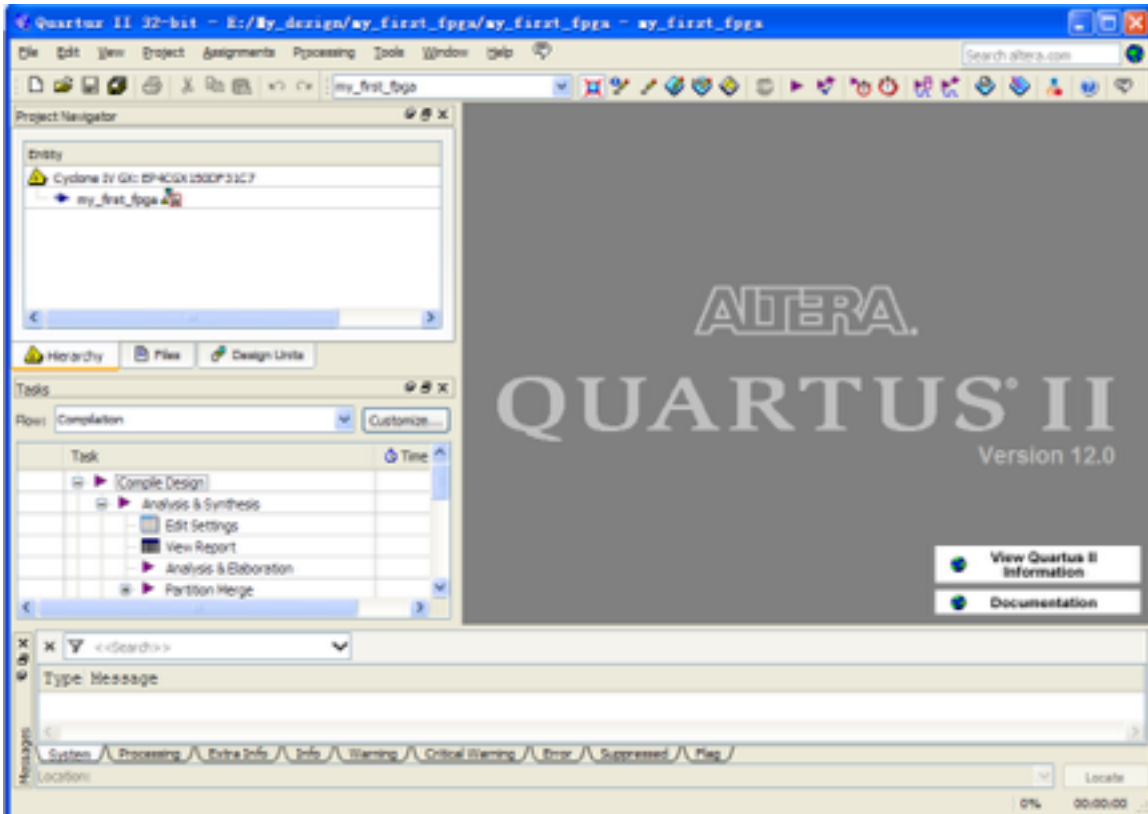 Quartus II 32-bit - E:/My_design/my_first_fpga/my_first_fpga - my_first_fpga
File Edit View Project Assignments Processing Tools Window Help
Search altera.com
my_first_fpga
Project Navigator
Entity
Cyclone IV GX: EP4CGX150DF31C7
my_first_fpga
Hierarchy Files Design Units
Tasks
Flow: Compilation Customize...
Task Time
Compile Design
Analysis & Synthesis
Edit Settings
View Report
Analysis & Elaboration
Partition Merge
ALTERA.
QUARTUS® II
Version 12.0
View Quartus II
Information
Documentation
<<Search>>
Type Message
System Processing Extra Info Info Warning Critical Warning Error Suppressed Flag
Messages
Location: Locate
0% 00:00:00